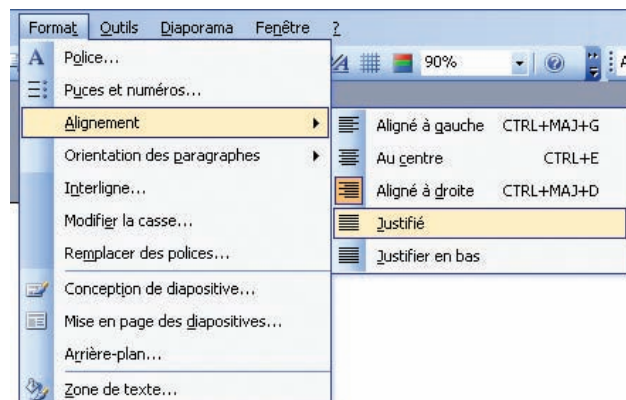 Format Outils Diaporama Fenêtre ?
Police...
90%
Puces et numéros...
Alignement
Orientation des paragraphes
Interligne...
Modifier la casse...
Remplacer des polices...
Conception de diapositive...
Mise en page des diapositives...
Arrière-plan...
Zone de texte...
Aligné à gauche CTRL+MAJ+G
Au centre CTRL+E
Aligné à droite CTRL+MAJ+D
Justifié
Justifier en bas